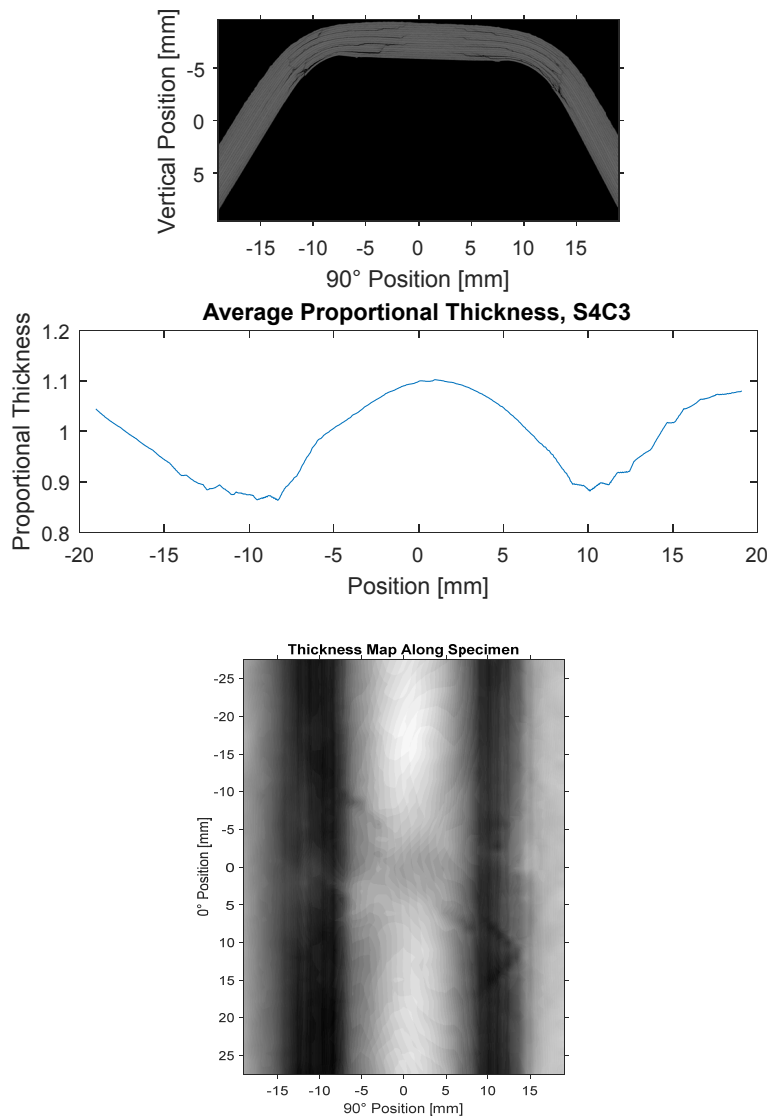 Vertical Position [mm]
-5
0
5
-15 -10 -5 0 5 10 15
90° Position [mm]
Average Proportional Thickness, S4C3
Proportional Thickness
1.2
1.1
1
0.9
0.8
-20 -15 -10 -5 0 5 10 15 20
Position [mm]
Thickness Map Along Specimen
0° Position [mm]
-25
-20
-15
-10
-5
0
5
10
15
20
25
-15 -10 -5 0 5 10 15
90° Position [mm]